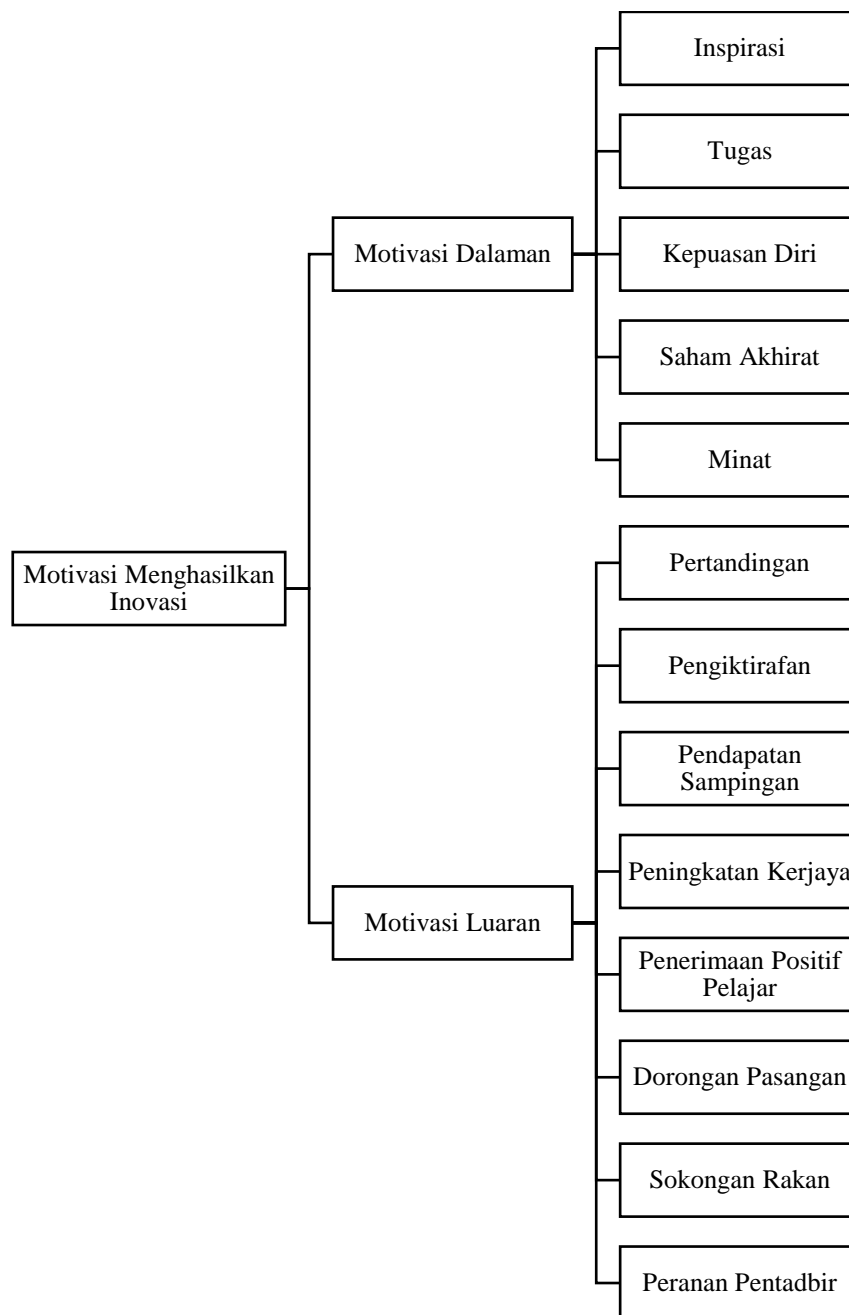 Motivasi Menghasilkan
Inovasi
Motivasi Dalaman
Inspirasi
Tugas
Kepuasan Diri
Saham Akhirat
Minat
Motivasi Luaran
Pertandingan
Pengiktirafan
Pendapatan
Sampingan
Peningkatan Kerjaya
Penerimaan Positif
Pelajar
Dorongan Pasangan
Sokongan Rakan
Peranan Pentadbir